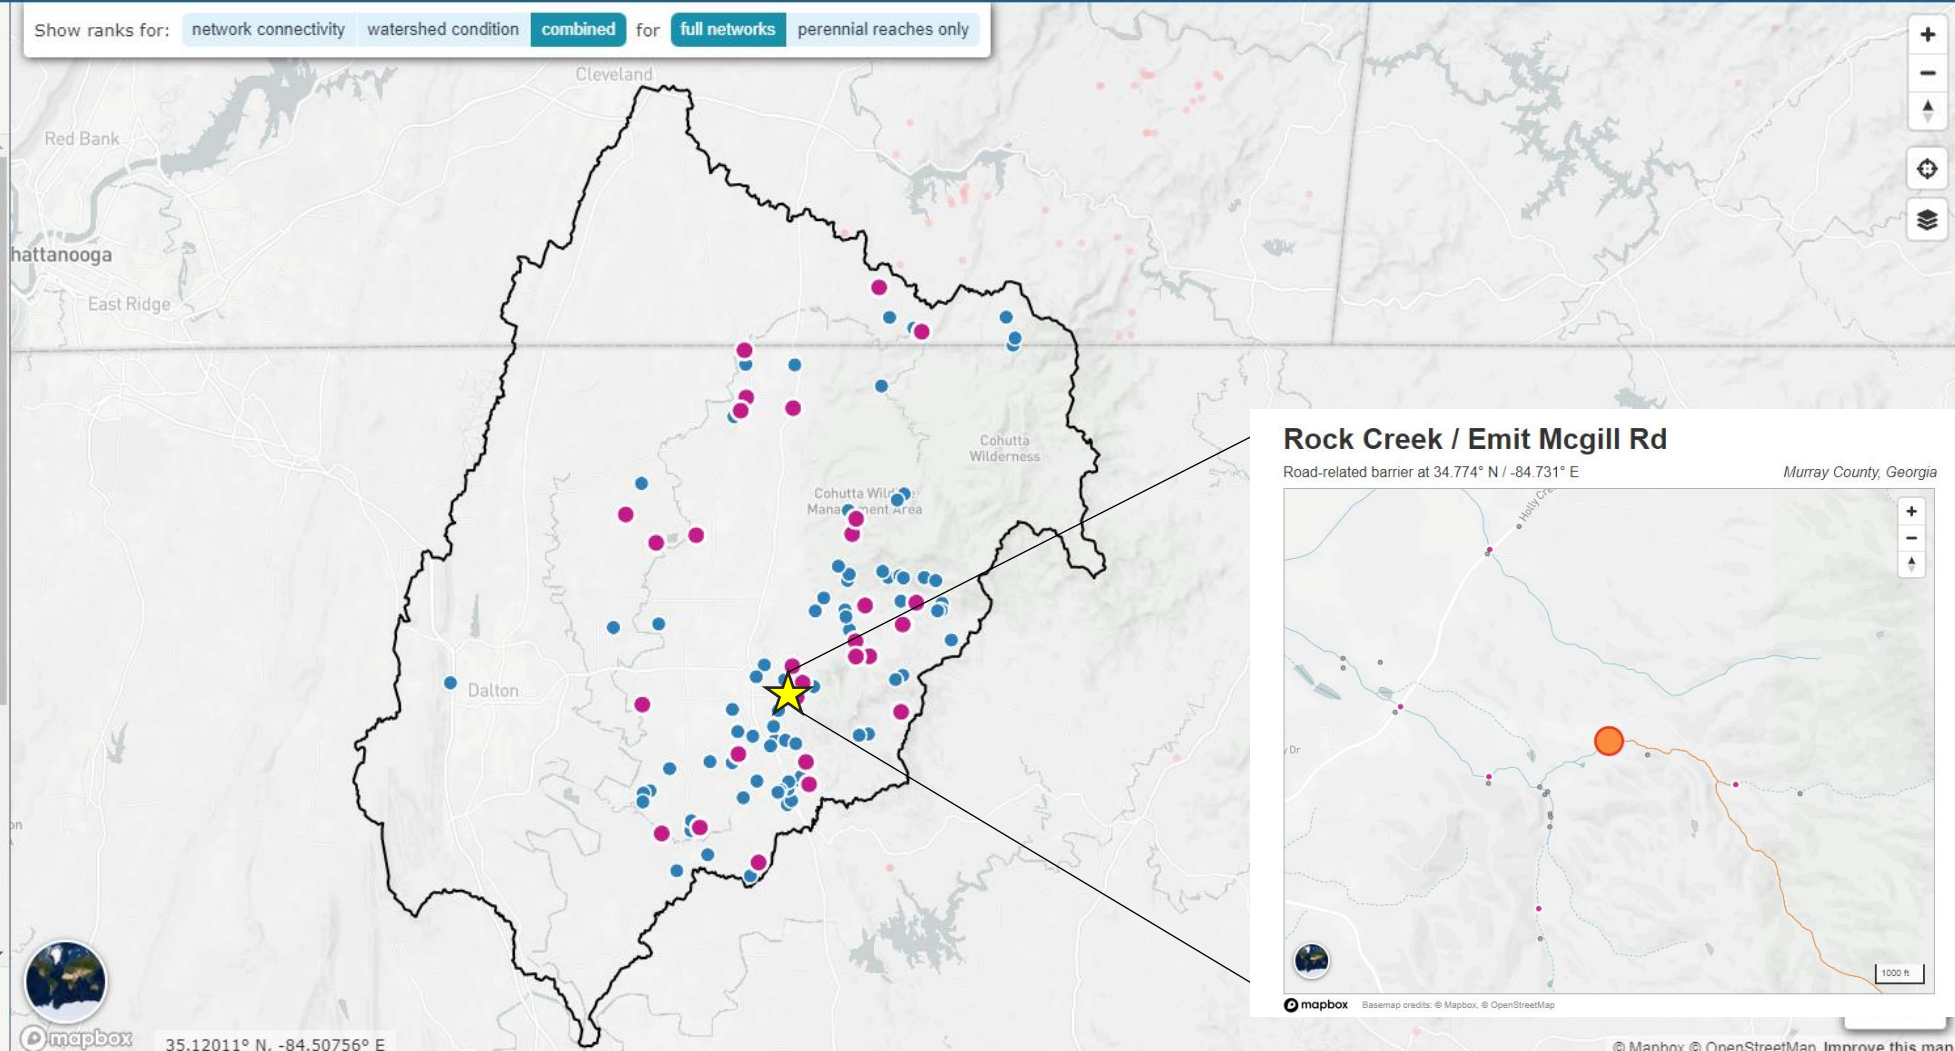 Show ranks for: network connectivity watershed condition combined for full networks perennial reaches only
Cleveland
Red Bank
hattanooga
East Ridge
Cohutta
Wilderness
Rock Creek / Emit Mcgill Rd
Road-related barrier at 34.774° N / -84.731° E
Murray County, Georgia
Area
Dalton
Holly
Dr
1000 ft
mapbox
Basemap credits: © Mapbox, © OpenStreetMap
on
mapbox
35.12011° N, -84.50756° E
© Mapbox © OpenStreetMap Improve this map